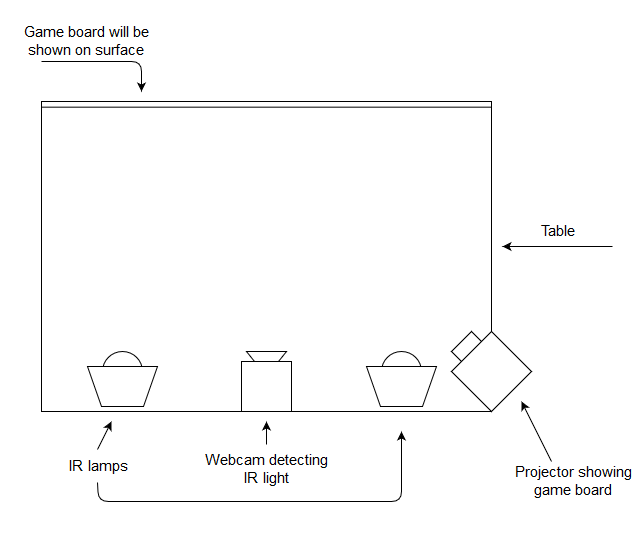 Game board will be
shown on surface
Table
IR lamps
Webcam detecting
IR light
Projector showing
game board